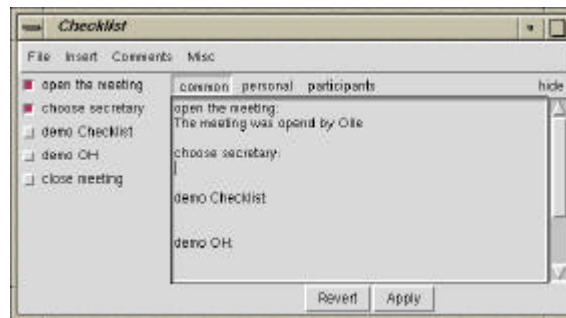 Checklist
File Insert Comments Misc
open the meeting
choose secretary
demo Checklist
demo OH
close meeting
common personal participants hide
open the meeting:
The meeting was opend by Olle
choose secretary:
demo Checklist:
demo OH:
Revert Apply